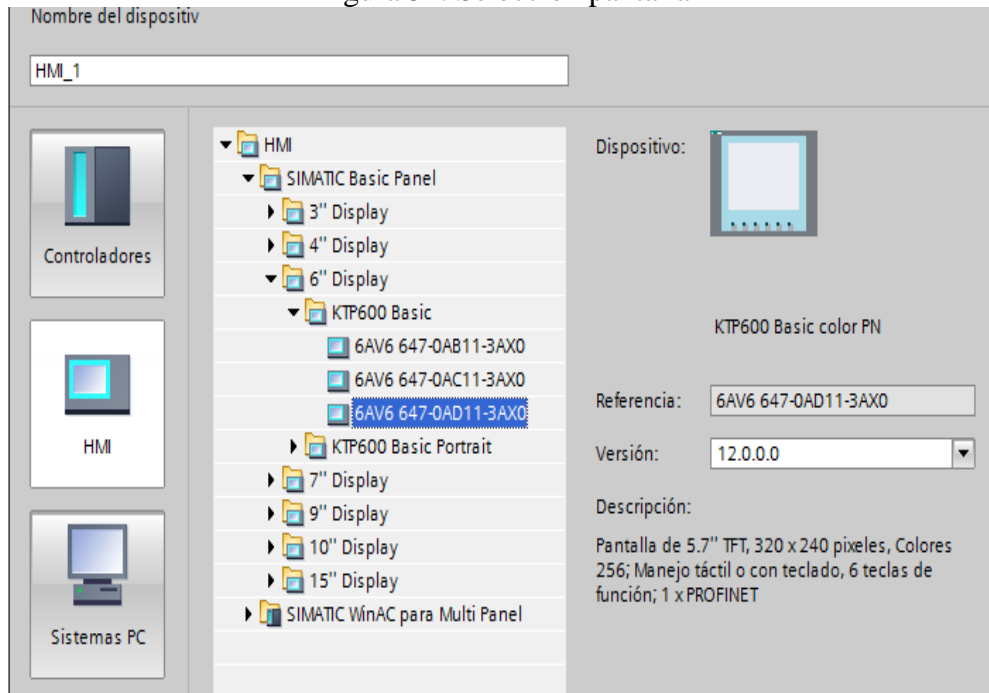 Nombre del dispositiv
HMI_1
Controladores
HMI
Sistemas PC
HMI
SIMATIC Basic Panel
3'' Display
4'' Display
6'' Display
KTP600 Basic
6AV6 647-0AB11-3AX0
6AV6 647-0AC11-3AX0
6AV6 647-0AD11-3AX0
KTP600 Basic Portrait
7'' Display
9'' Display
10'' Display
15'' Display
SIMATIC WinAC para Multi Panel
Dispositivo:
KTP600 Basic color PN
Referencia: 6AV6 647-0AD11-3AX0
Versión: 12.0.0.0
Descripción:
Pantalla de 5.7'' TFT, 320 x 240 pixeles, Colores
256; Manejo táctil o con teclado, 6 teclas de
función; 1 x PROFINET